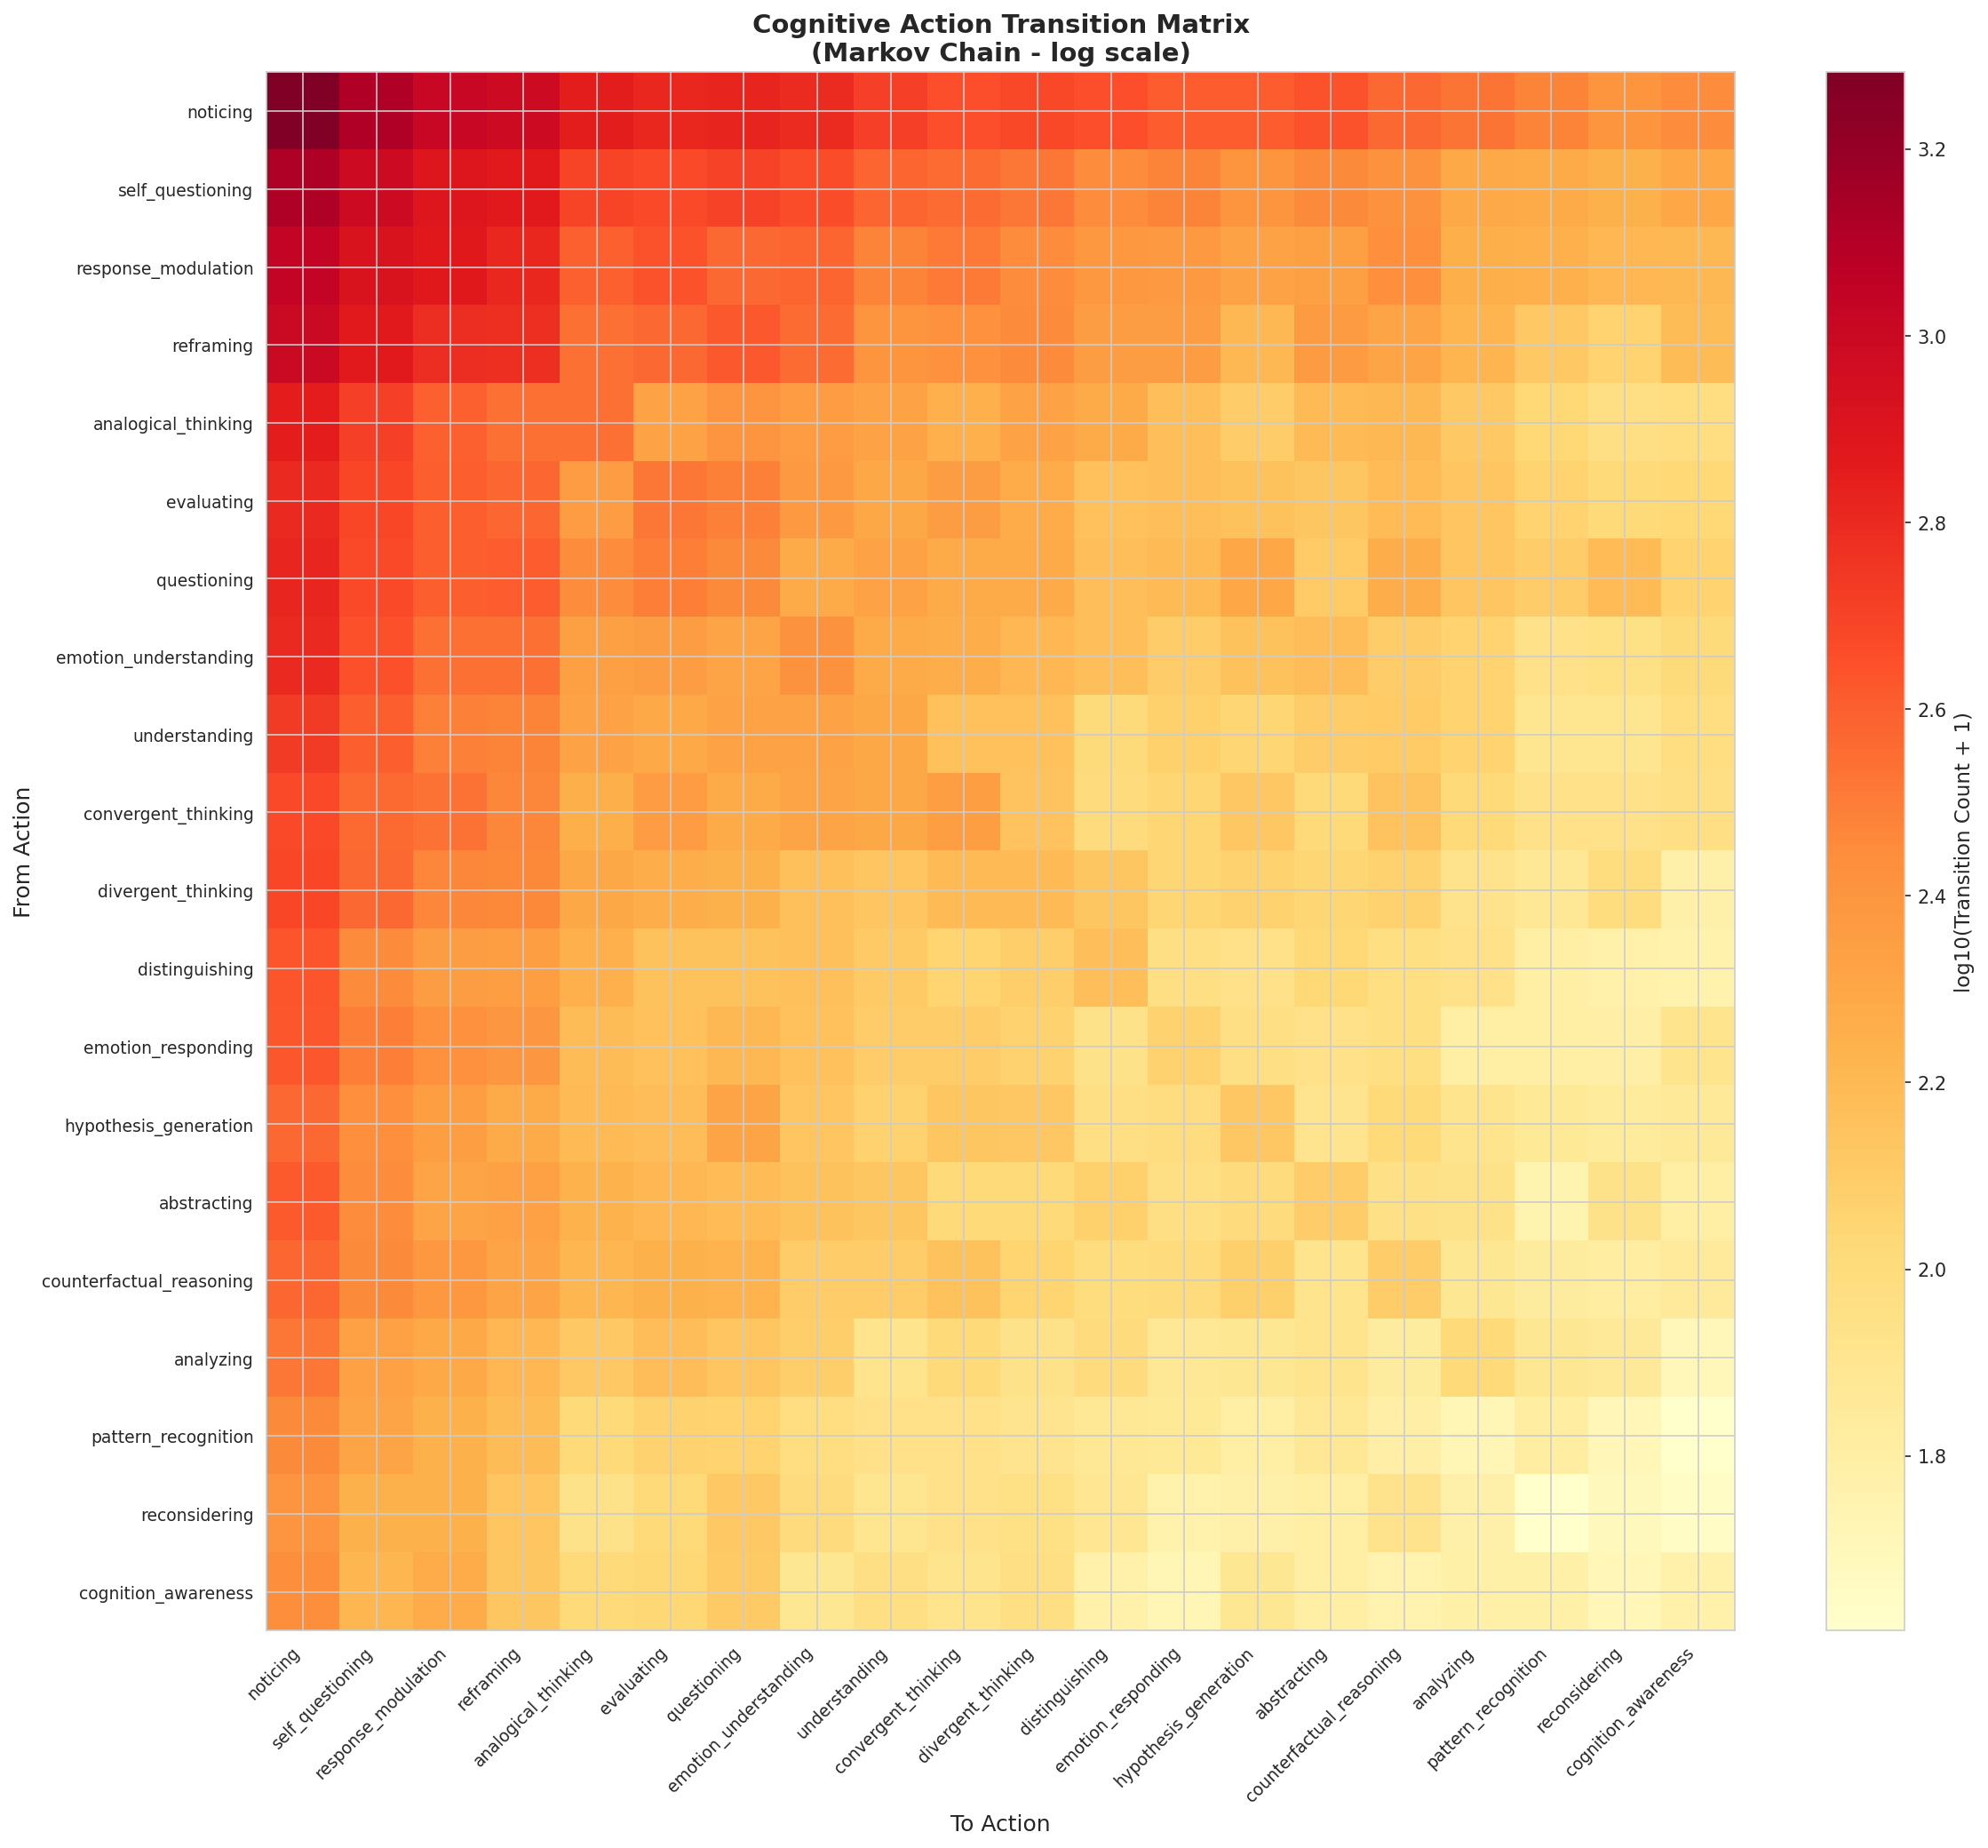 Cognitive Action Transition Matrix
(Markov Chain - log scale)
noticing
self_questioning
response_modulation
reframing
analogical_thinking
evaluating
questioning
emotion_understanding
understanding
convergent_thinking
divergent_thinking
distinguishing
emotion_responding
hypothesis_generation
abstracting
counterfactual_reasoning
analyzing
pattern_recognition
reconsidering
cognition_awareness
From Action
noticing
self_questioning
response_modulation
reframing
analogical_thinking
evaluating
questioning
emotion_understanding
understanding
convergent_thinking
divergent_thinking
distinguishing
emotion_responding
hypothesis_generation
abstracting
counterfactual_reasoning
analyzing
pattern_recognition
reconsidering
cognition_awareness
To Action
3.2
3.0
2.8
2.6
2.4
2.2
2.0
1.8
log10(Transition Count + 1)